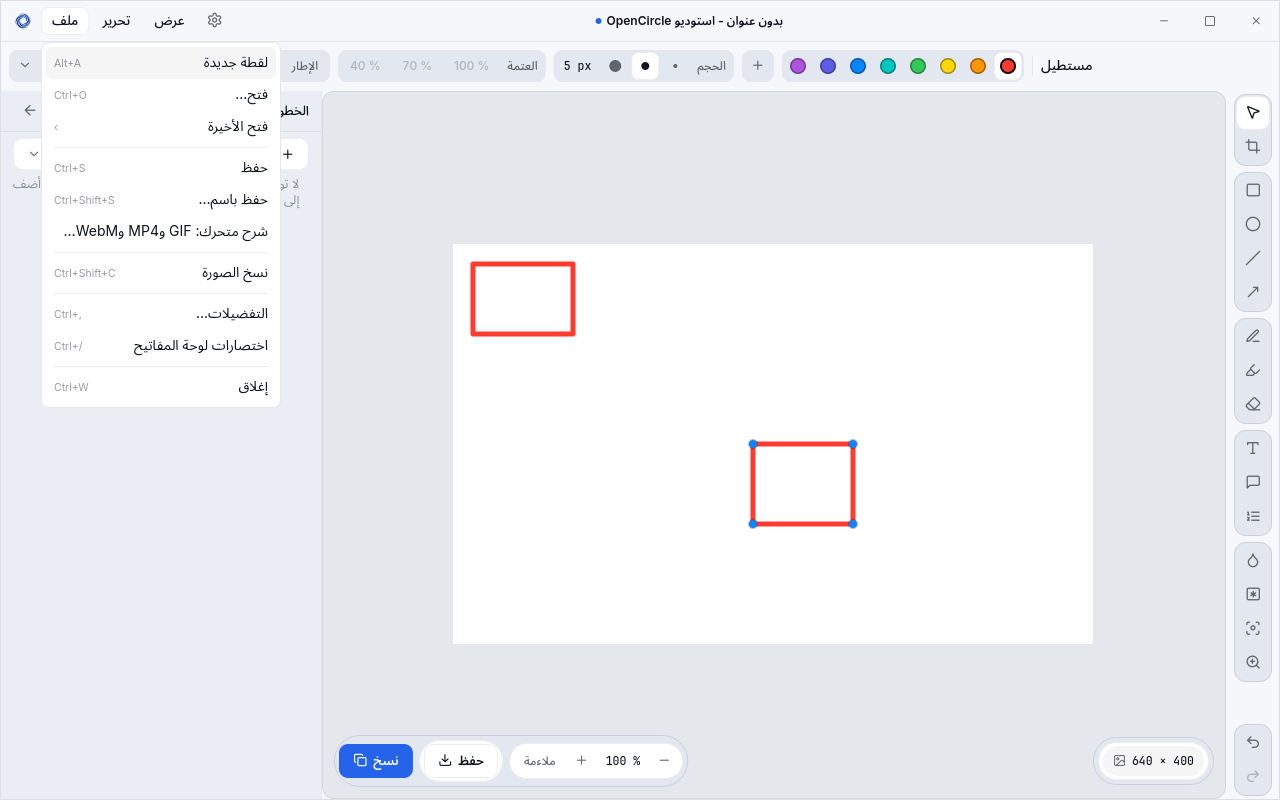 بدون عنوان - استوديو OpenCircle
ملف
تحرير
عرض
مستطيل
الحجم
5 px
العتمة
100 %
70 %
40 %
الإطار
لقطة جديدة Alt+A
فتح... Ctrl+O
فتح الأخيرة
حفظ Ctrl+S
حفظ باسم... Ctrl+Shift+S
شرح متحرك: GIF وMP4 وWebM...
نسخ الصورة Ctrl+Shift+C
التفضيلات... Ctrl+,
اختصارات لوحة المفاتيح Ctrl+/
إغلاق Ctrl+W
أضف
إلى
نسخ
حفظ
ملاءمة
100 %
640 × 400